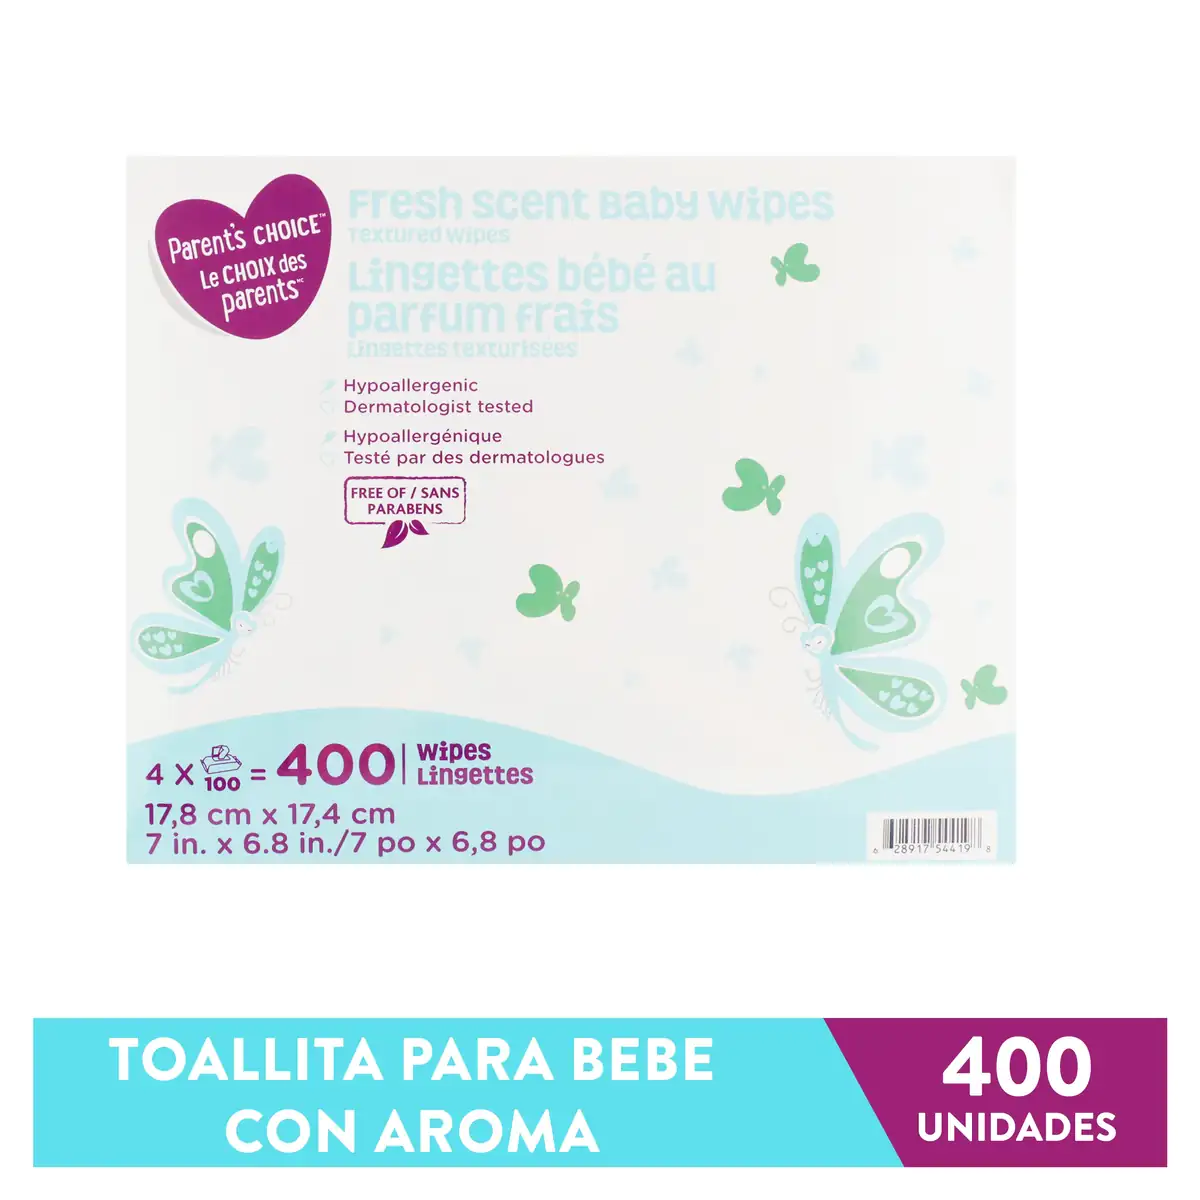 Parent's CHOICE™
Le CHOIX des
parents MC
Fresh Scent Baby Wipes
Textured Wipes
Lingettes bébé au
parfum frais
Lingettes texturisées
Hypoallergenic
Dermatologist tested
Hypoallergénique
Testé par des dermatologues
FREE OF / SANS
PARABENS
4 X 100 = 400 | Wipes
Lingettes
17,8 cm x 17,4 cm
7 in. x 6.8 in./7 po x 6,8 po
6 28917 54419 8
TOALLITA PARA BEBE
CON AROMA
400
UNIDADES